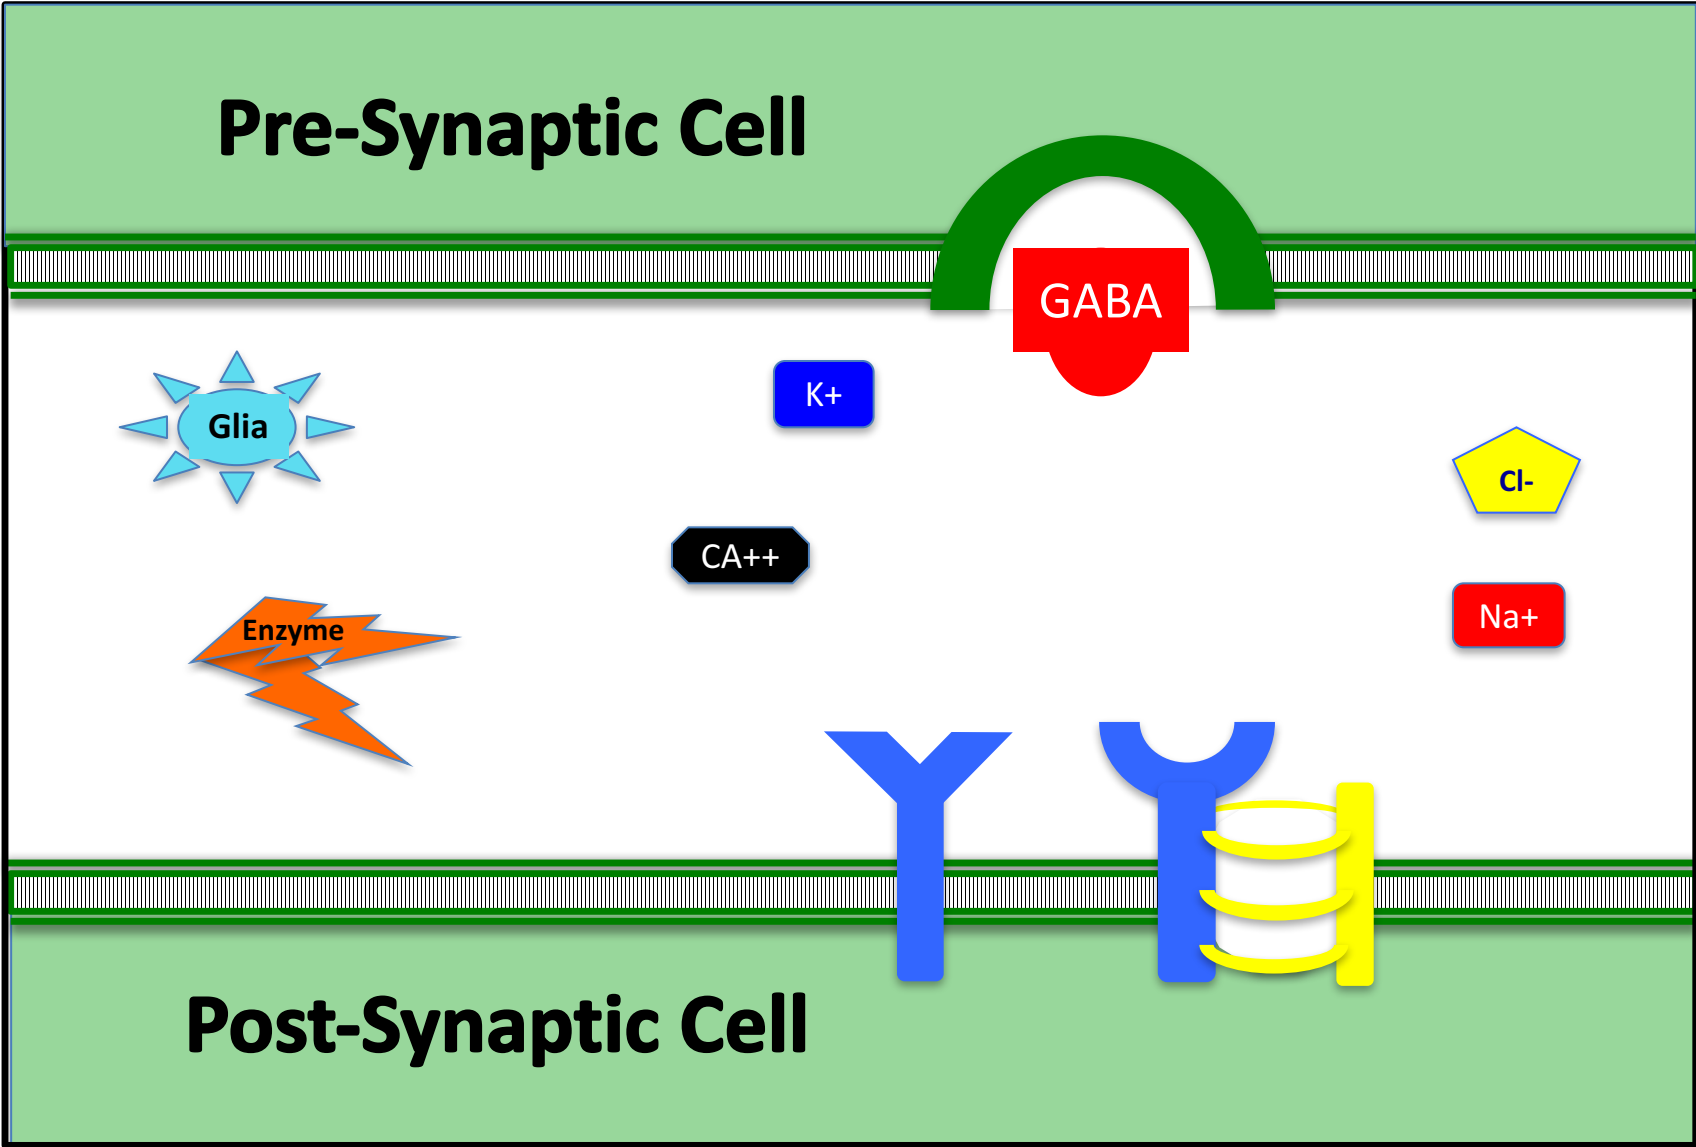 Pre-Synaptic Cell
GABA
K+
Glia
Cl-
CA++
Na+
Enzyme
Post-Synaptic Cell